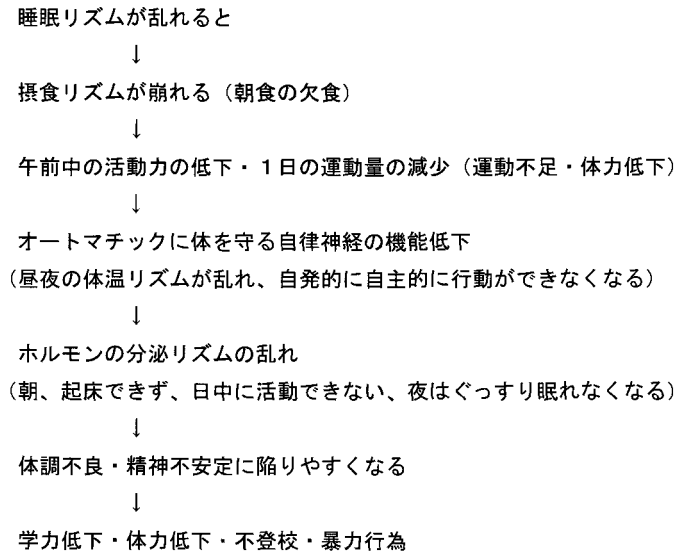 睡眠リズムが乱れると
↓
摂食リズムが崩れる（朝食の欠食）
↓
午前中の活動力の低下・１日の運動量の減少（運動不足・体力低下）
↓
オートマチックに体を守る自律神経の機能低下
（昼夜の体温リズムが乱れ、自発的に自主的に行動ができなくなる）
↓
ホルモンの分泌リズムの乱れ
（朝、起床できず、日中に活動できない、夜はぐっすり眠れなくなる）
↓
体調不良・精神不安定に陥りやすくなる
↓
学力低下・体力低下・不登校・暴力行為